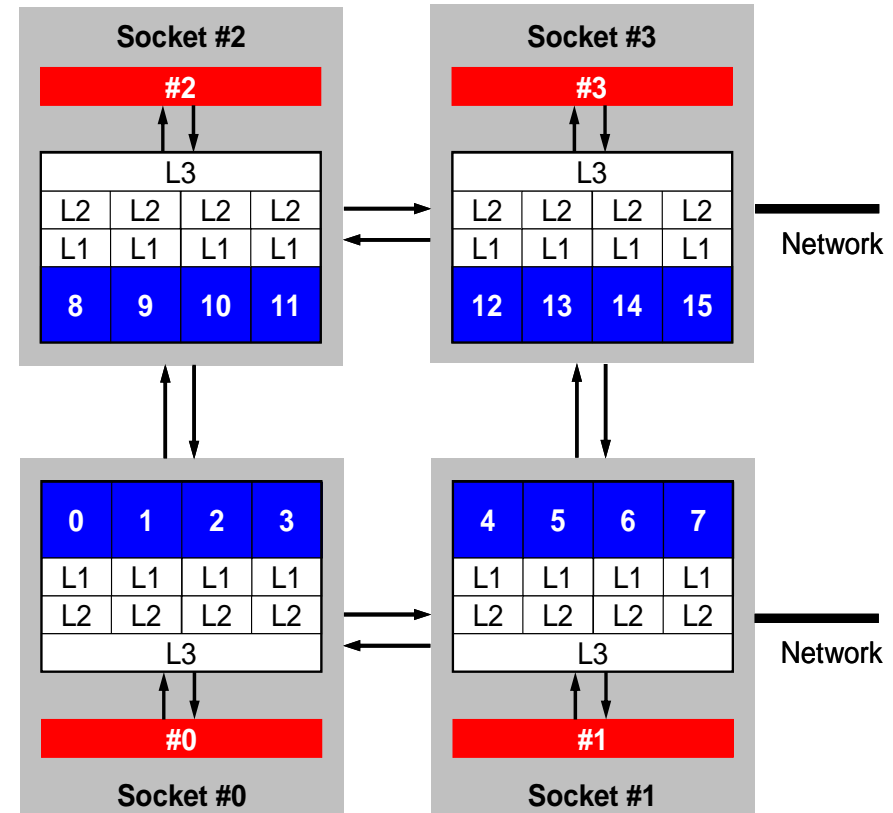 Socket #2
Socket #3
#2
#3
L3
L3
L2 L2 L2 L2
L2 L2 L2 L2
L1 L1 L1 L1
L1 L1 L1 L1
Network
8 9 10 11
12 13 14 15
0 1 2 3
4 5 6 7
L1 L1 L1 L1
L1 L1 L1 L1
L2 L2 L2 L2
L2 L2 L2 L2
L3
L3
Network
#0
#1
Socket #0
Socket #1